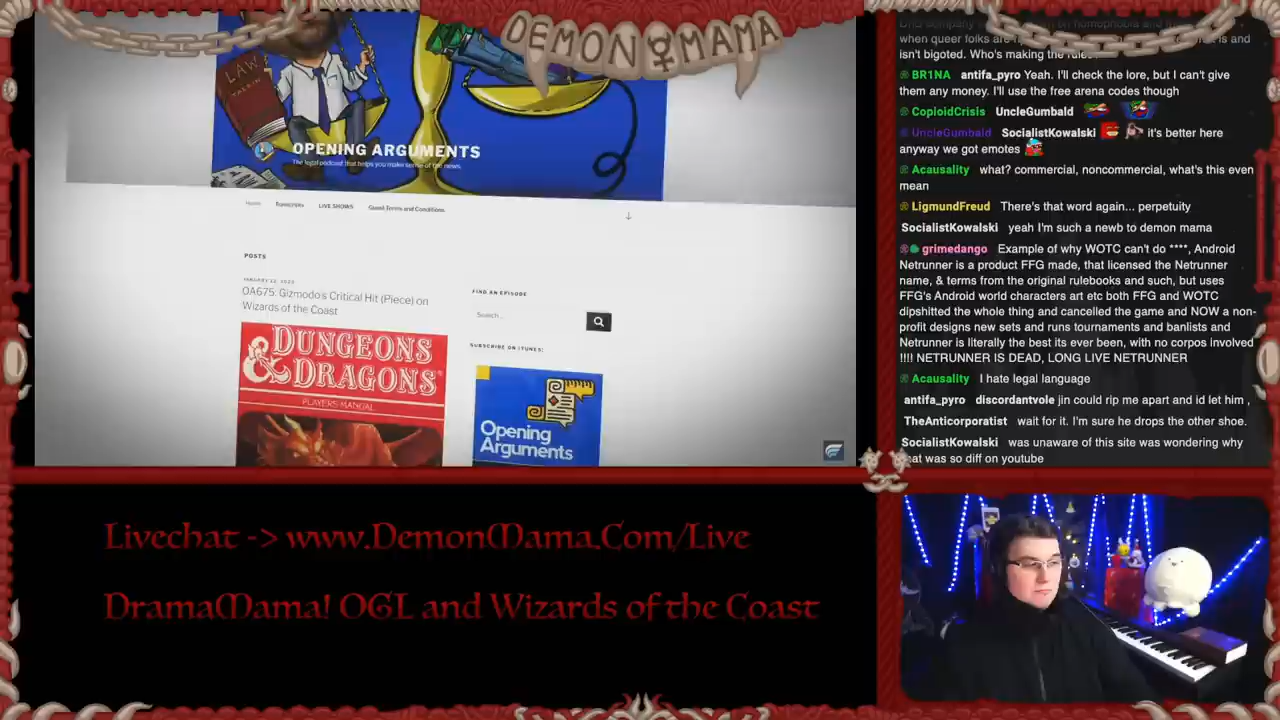 DEMON MAMA
LAW
TALKIN'
OPENING ARGUMENTS
The legal podcast that helps you make sense of the news.
Home
Transcripts
LIVE SHOWS
Guest Terms and Conditions
POSTS
OA675: Gizmodo's Critical Hit (Piece) on
Wizards of the Coast
FIND AN EPISODE
Search …
SUBSCRIBE ON ITUNES:
DUNGEONS
& DRAGONS
PLAYERS MANUAL
Opening
Arguments
when queer folks are
is and
isn't bigoted. Who's making the
BR1NA antifa_pyro Yeah. I'll check the lore, but I can't give
them any money. I'll use the free arena codes though
CopioidCrisis UncleGumbald
UncleGumbald SocialistKowalski it's better here
anyway we got emotes
Acausality what? commercial, noncommercial, what's this even
mean
LigmundFreud There's that word again... perpetuity
SocialistKowalski yeah I'm such a newb to demon mama
grimedango Example of why WOTC can't do ****, Android
Netrunner is a product FFG made, that licensed the Netrunner
name, & terms from the original rulebooks and such, but uses
FFG's Android world characters art etc both FFG and WOTC
dipshitted the whole thing and cancelled the game and NOW a non-
profit designs new sets and runs tournaments and banlists and
Netrunner is literally the best its ever been, with no corpos involved
!!!! NETRUNNER IS DEAD, LONG LIVE NETRUNNER
Acausality I hate legal language
antifa_pyro discordantvole jin could rip me apart and id let him ,
TheAnticorporatist wait for it. I'm sure he drops the other shoe.
SocialistKowalski was unaware of this site was wondering why
that was so diff on youtube
Livechat -> www.DemonMama.Com/Live
DramaMama! OGL and Wizards of the Coast